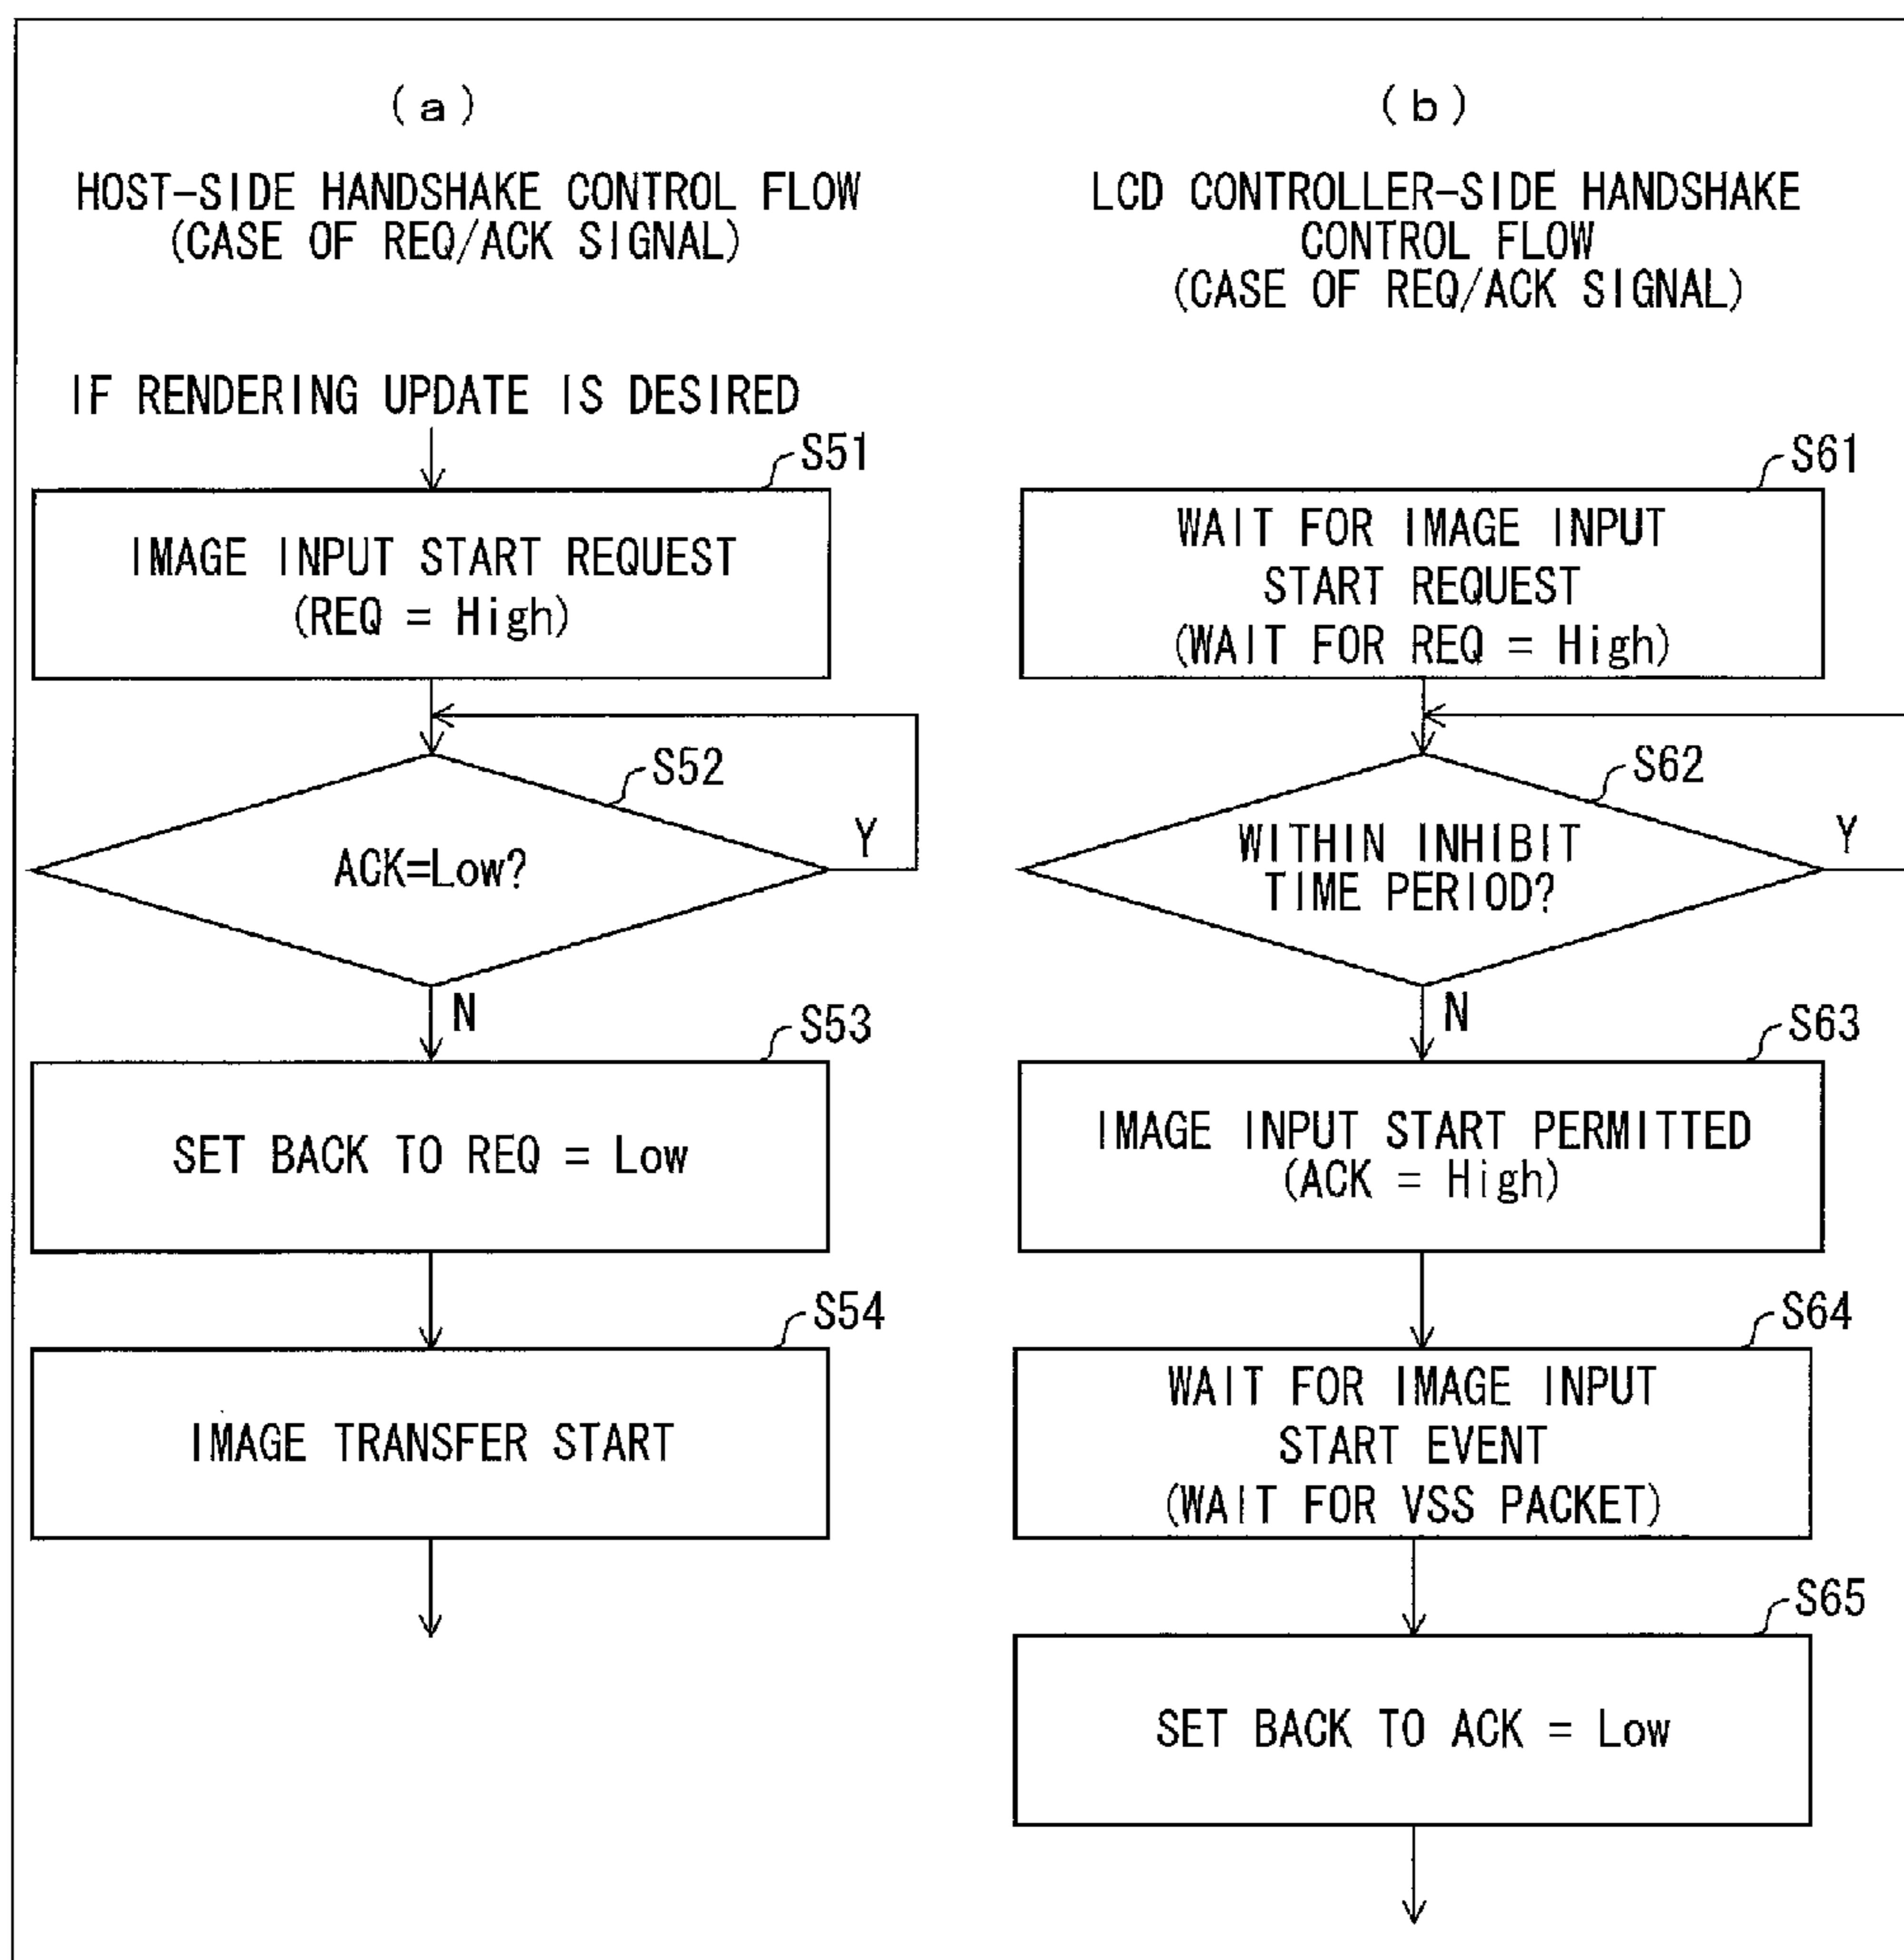 (a)
HOST-SIDE HANDSHAKE CONTROL FLOW
(CASE OF REQ/ACK SIGNAL)
IF RENDERING UPDATE IS DESIRED
S51
IMAGE INPUT START REQUEST
(REQ = High)
S52
ACK=Low?
Y
N
S53
SET BACK TO REQ = Low
S54
IMAGE TRANSFER START
(b)
LCD CONTROLLER-SIDE HANDSHAKE
CONTROL FLOW
(CASE OF REQ/ACK SIGNAL)
S61
WAIT FOR IMAGE INPUT
START REQUEST
(WAIT FOR REQ = High)
S62
WITHIN INHIBIT
TIME PERIOD?
Y
N
S63
IMAGE INPUT START PERMITTED
(ACK = High)
S64
WAIT FOR IMAGE INPUT
START EVENT
(WAIT FOR VSS PACKET)
S65
SET BACK TO ACK = Low